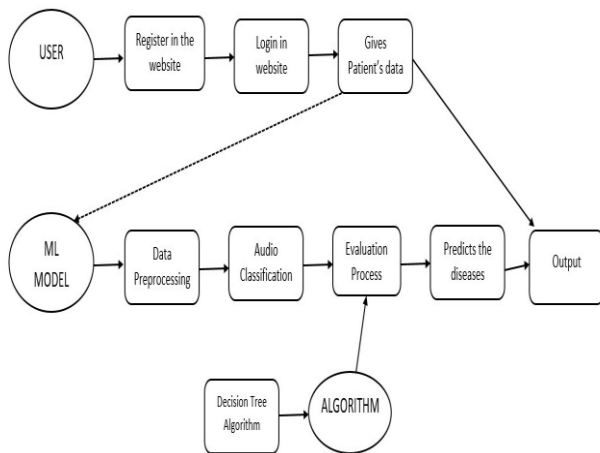 USER
Register in the
website
Login in
website
Gives
Patient's data
ML
MODEL
Data
Preprocessing
Audio
Classification
Evaluation
Process
Predicts the
diseases
Output
Decision Tree
Algorithm
ALGORITHM